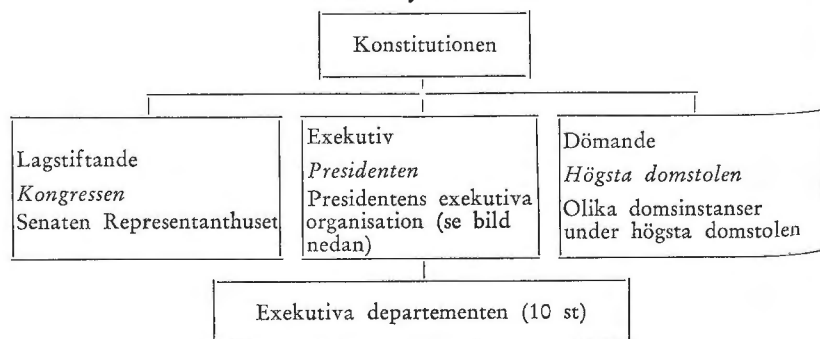 Konstitutionen
Lagstiftande
Kongressen
Senaten Representanthuset
Exekutiv
Presidenten
Presidentens exekutiva
organisation (se bild
nedan)
Dömande
Högsta domstolen
Olika domsinstanser
under högsta domstolen
Exekutiva departementen (10 st)